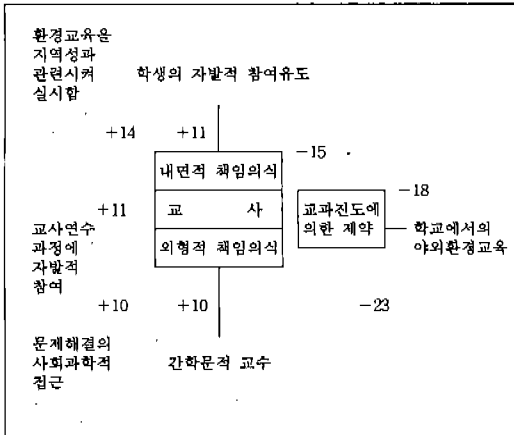 환경교육을
지역성과
관련시켜
실시함
학생의 자발적 참여유도
+14
+11
-15
내면적 책임의식
-18
+11
교 사
교과진도에
의한 제약
학교에서의
야외환경교육
외형적 책임의식
교사연수
과정에
자발적
참여
+10
+10
-23
문제해결의
사회과학적
접근
간학문적 교수